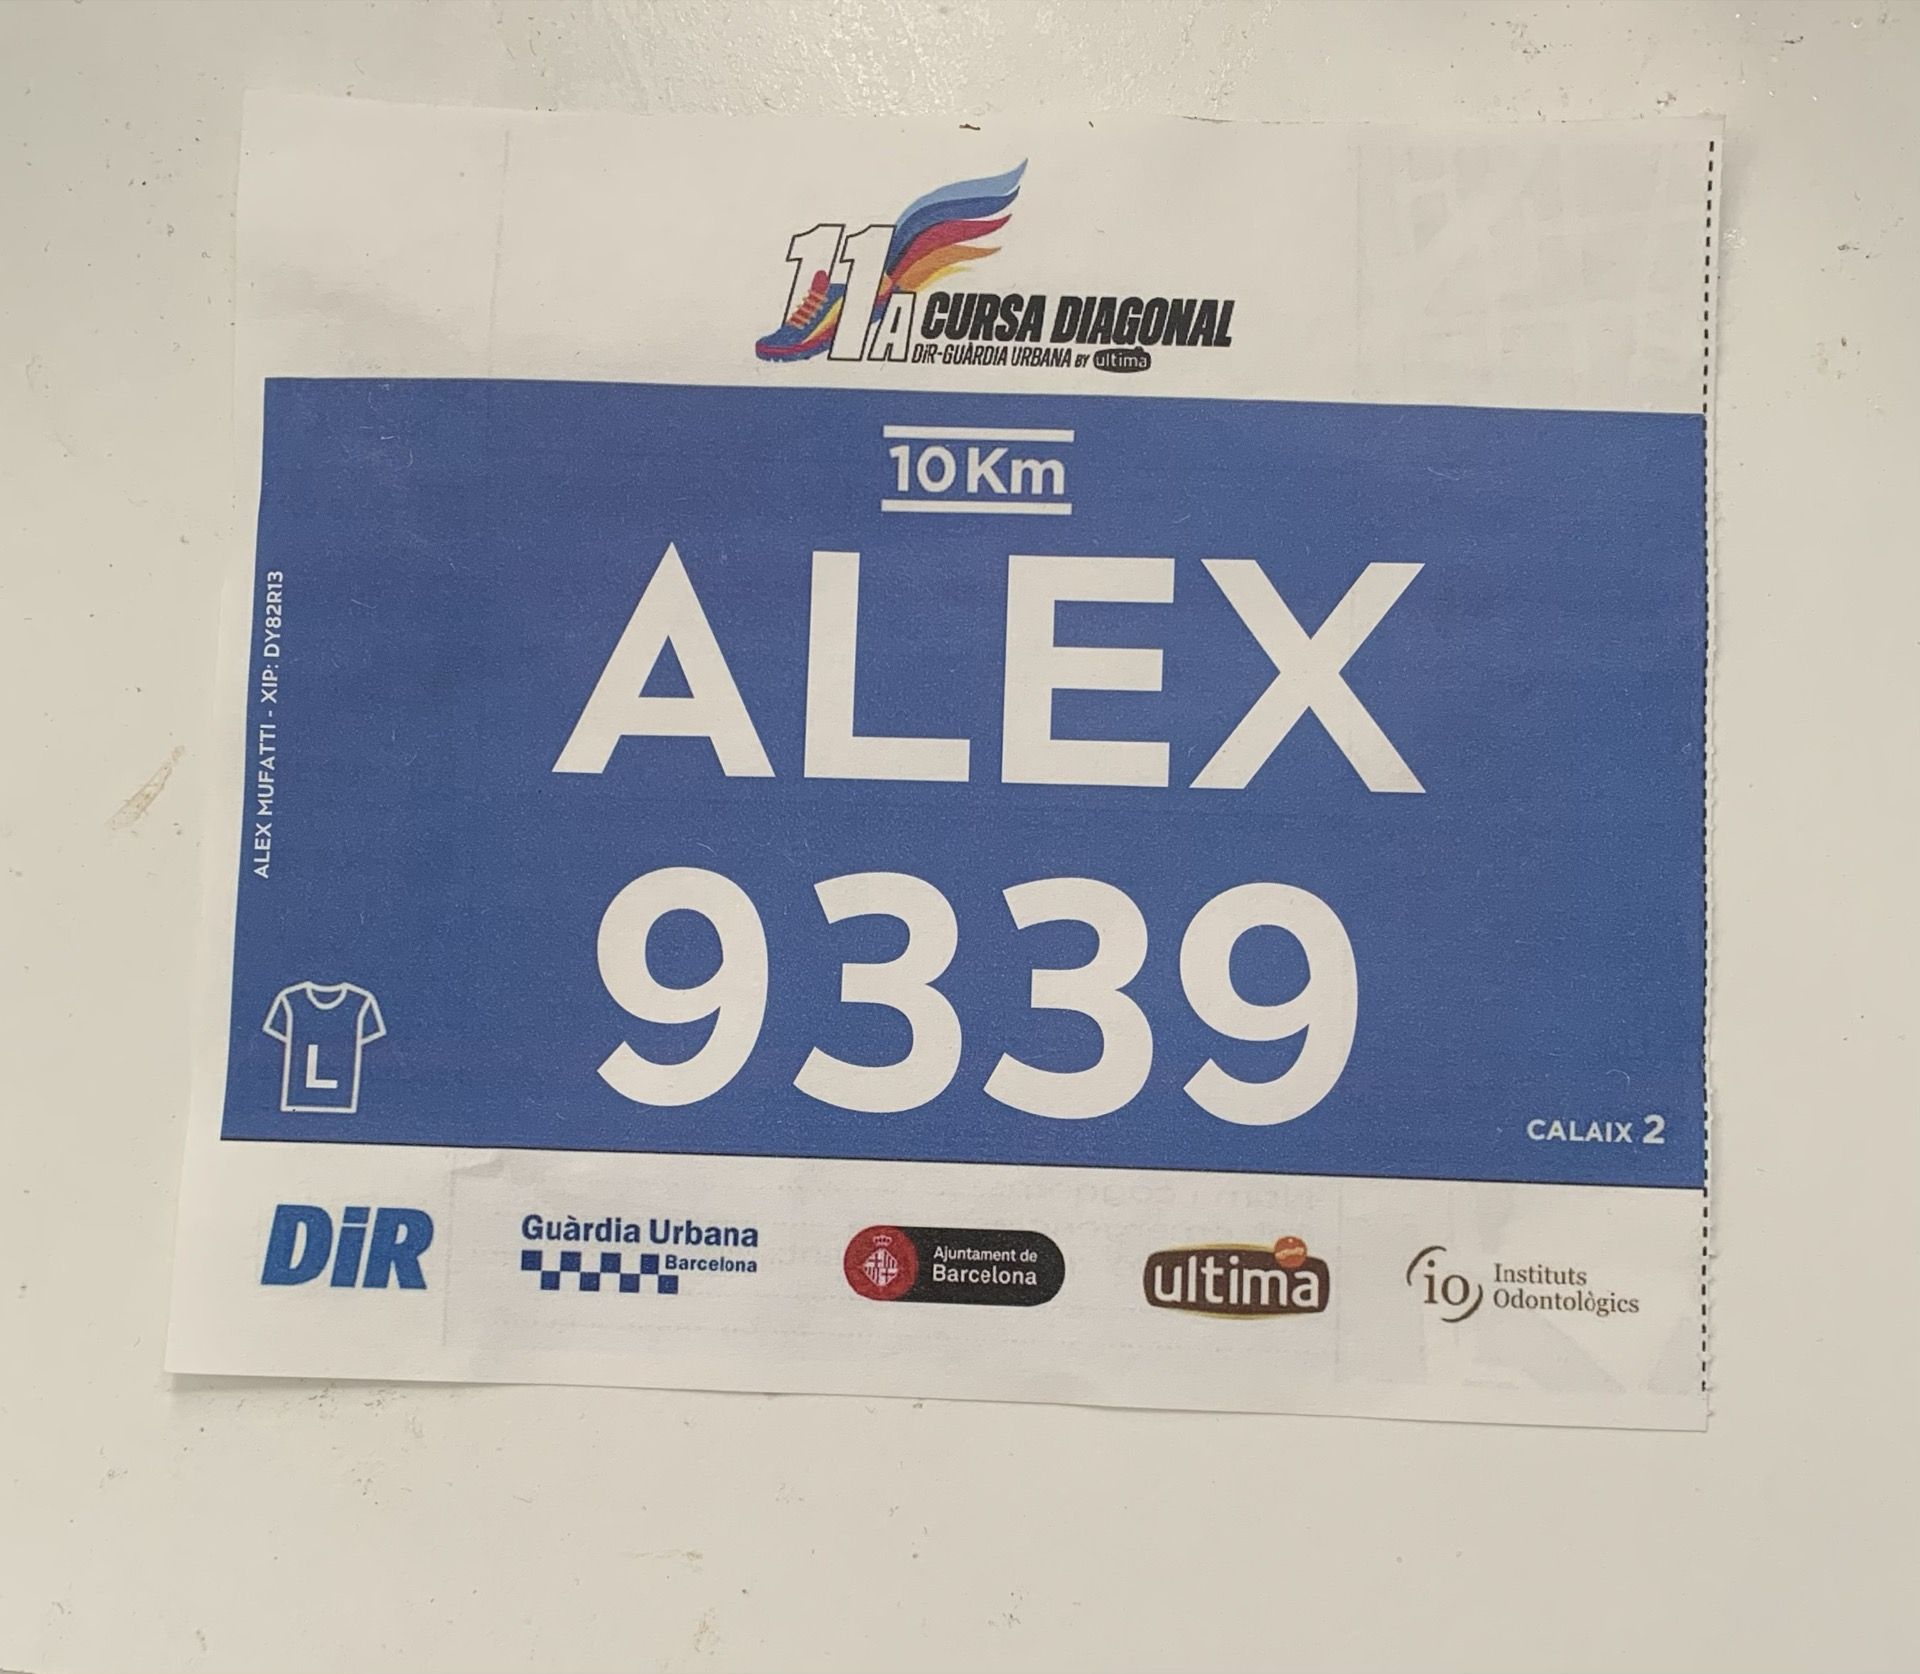 11A CURSA DIAGONAL
DiR-GUÀRDIA URBANA BY ultima
10 Km
ALEX
9339
ALEX MUFATTI - XIP: DY82R13
L
CALAIX 2
DiR
Guàrdia Urbana
Barcelona
Ajuntament de
Barcelona
ultima
io Instituts
Odontològics